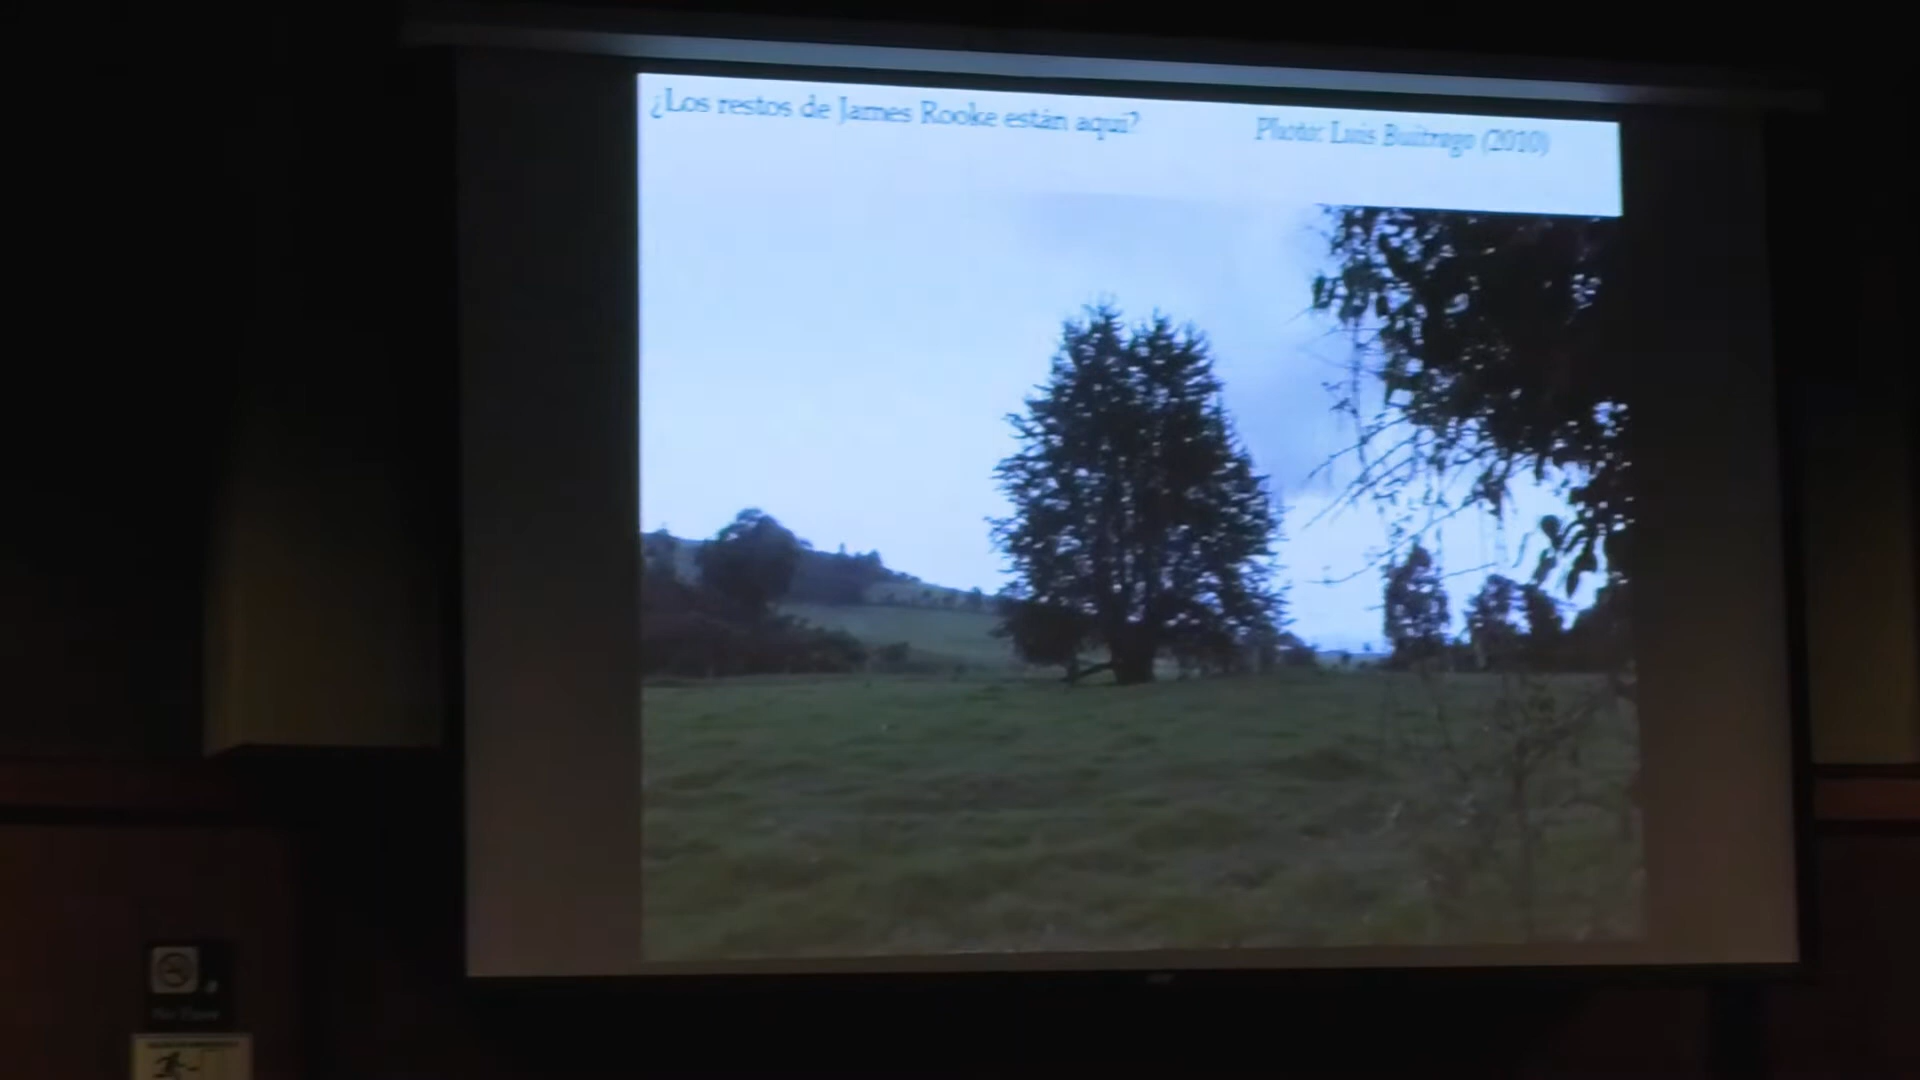 ¿Los restos de James Rooke están aquí?
Photo: Luis Buitrago (2010)